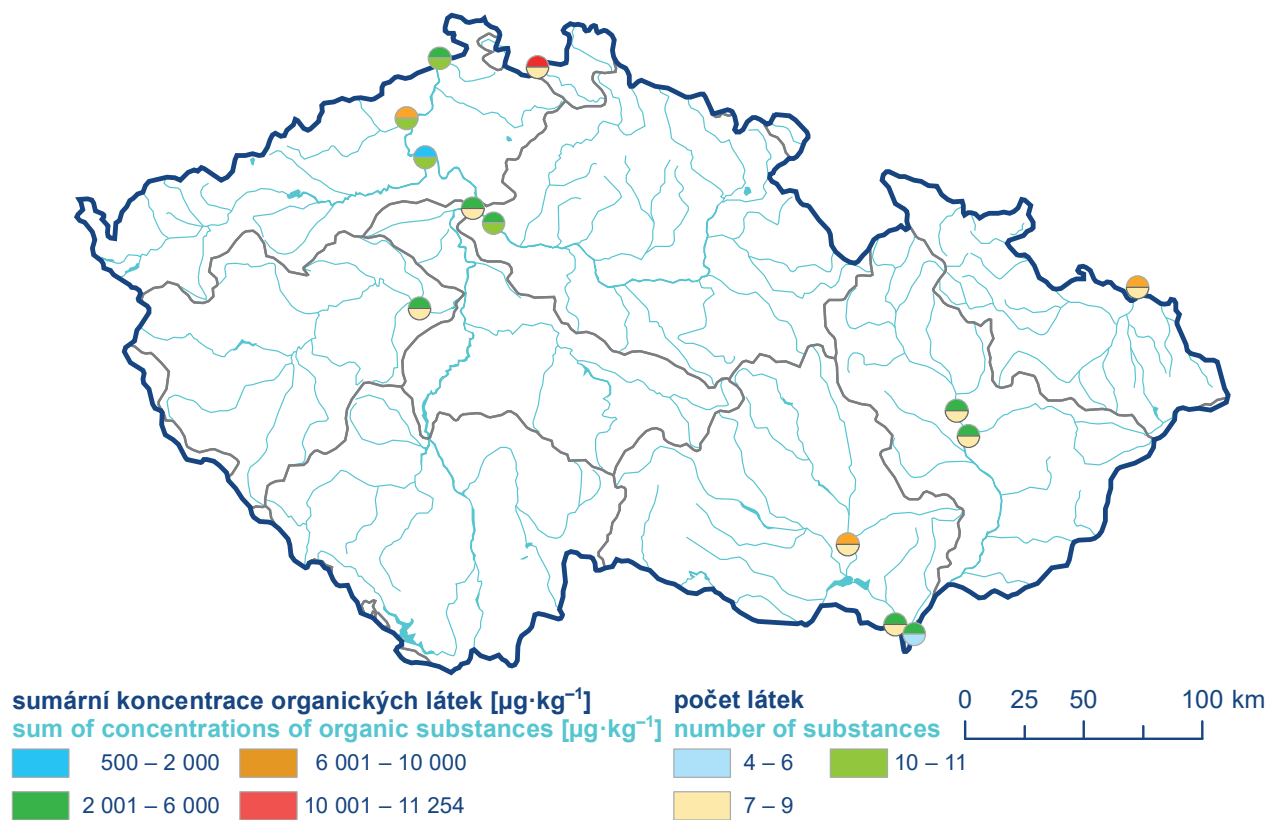 sumární koncentrace organických látek [µg·kg⁻¹]
sum of concentrations of organic substances [µg·kg⁻¹]
500 – 2 000
6 001 – 10 000
2 001 – 6 000
10 001 – 11 254
počet látek
number of substances
4 – 6
10 – 11
7 – 9
0 25 50 100 km